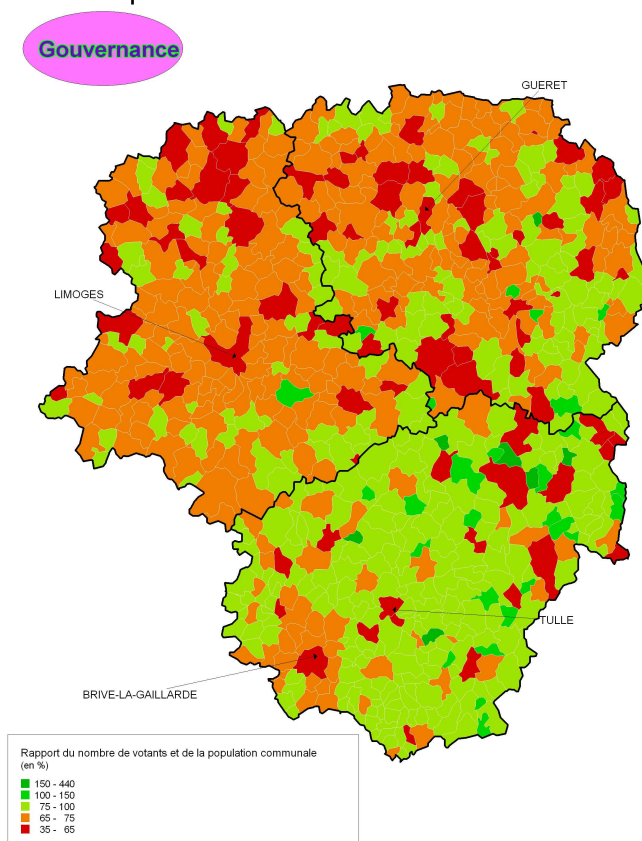 Gouvernance
GUERET
LIMOGES
TULLE
BRIVE-LA-GAILLARDE
Rapport du nombre de votants et de la population communale
(en %)
150 - 440
100 - 150
75 - 100
65 - 75
35 - 65